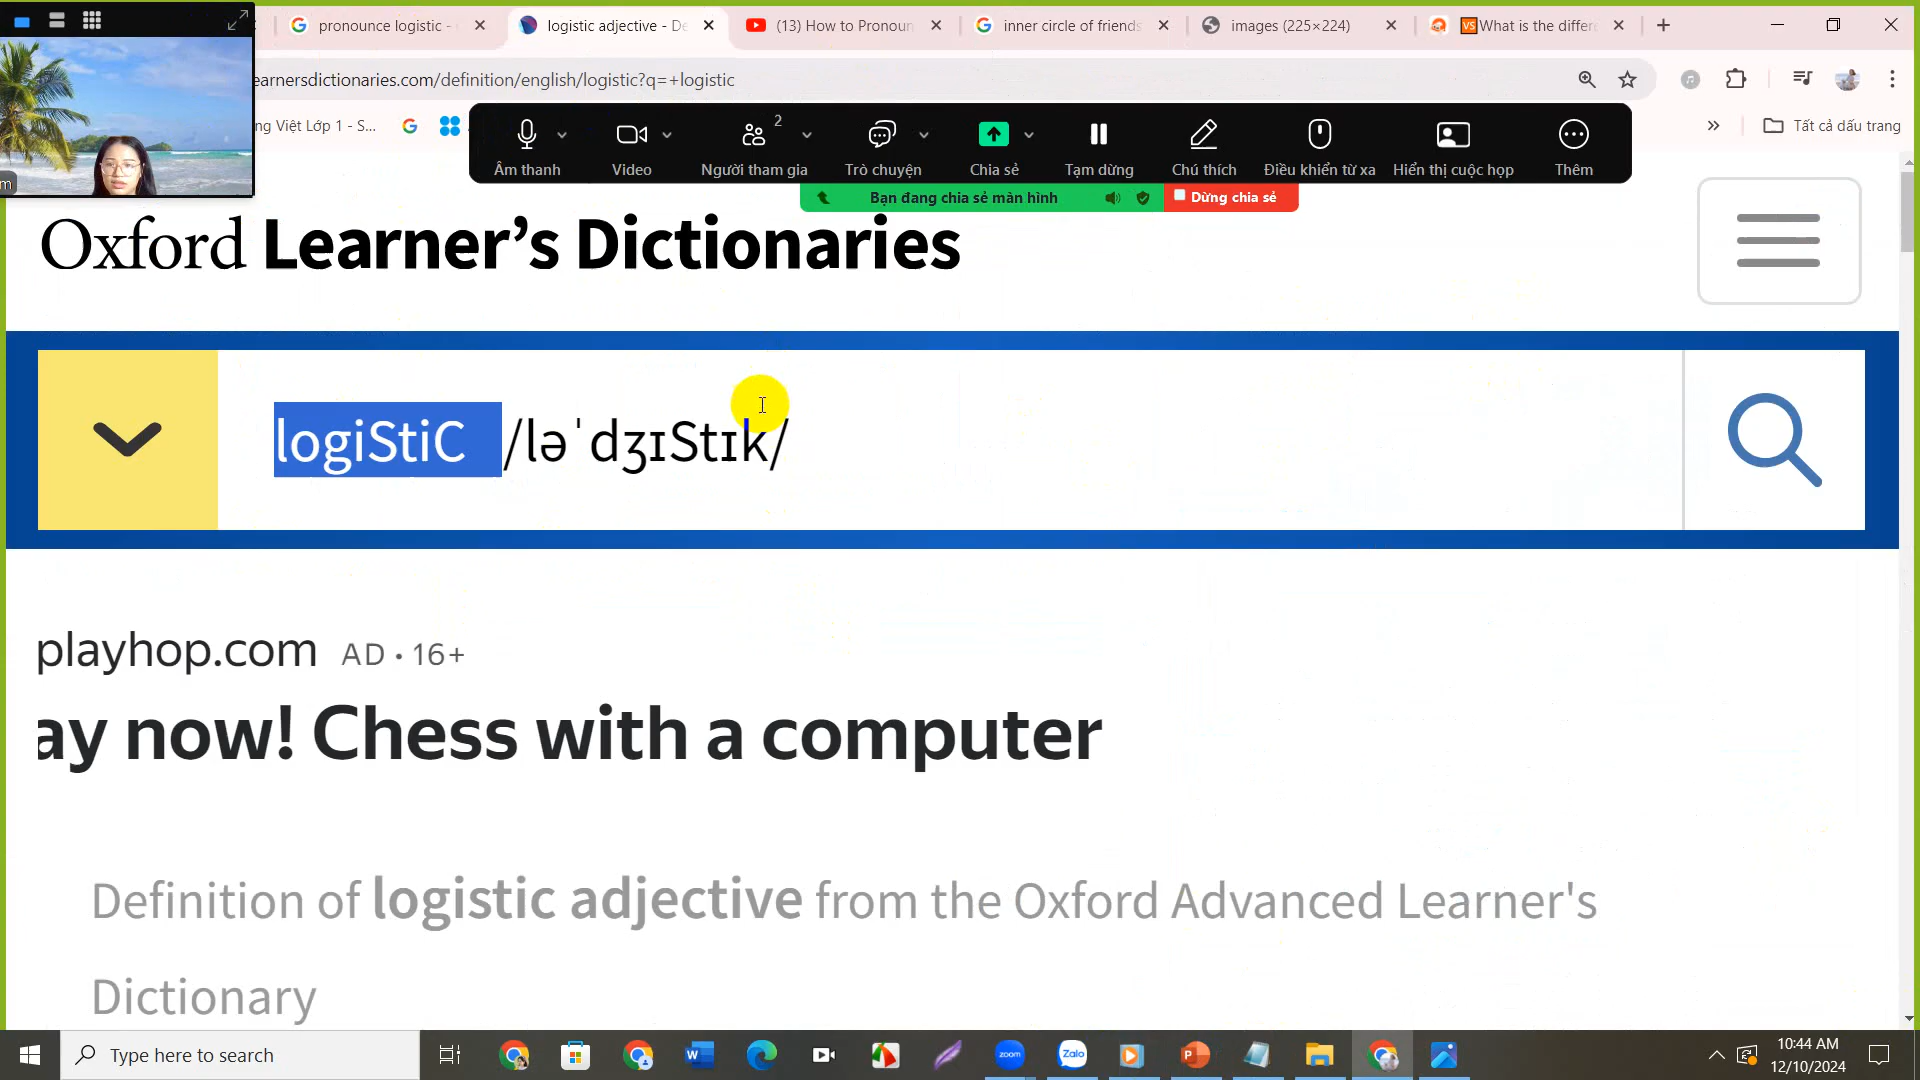 pronounce logistic -
logistic adjective - De
(13) How to Pronoun
inner circle of friends
images (225×224)
VS What is the differe
earnersdictionaries.com/definition/english/logistic?q=+logistic
ng Việt Lớp 1 - S...
Tất cả dấu trang
2
Âm thanh
Video
Người tham gia
Trò chuyện
Chia sẻ
Tạm dừng
Chú thích
Điều khiển từ xa
Hiển thị cuộc họp
Thêm
Bạn đang chia sẻ màn hình
Dừng chia sẻ
m
Oxford Learner's Dictionaries
logiStiC /ləˈdʒɪStɪk/
playhop.com AD • 16+
ay now! Chess with a computer
Definition of logistic adjective from the Oxford Advanced Learner's
Dictionary
Type here to search
zoom
Zalo
10:44 AM
12/10/2024